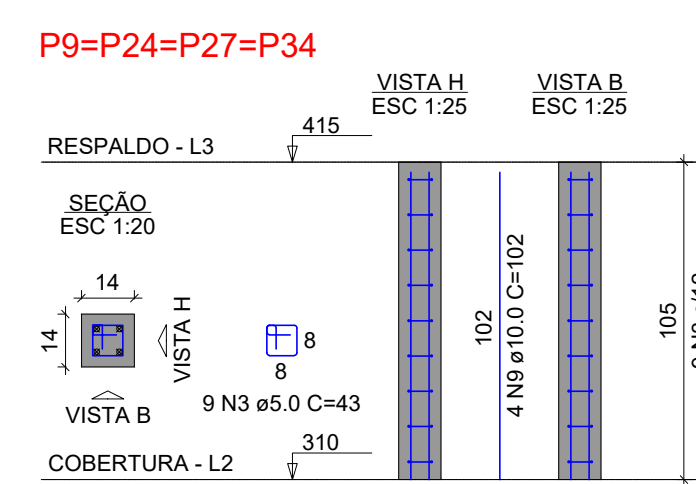 P9=P24=P27=P34
VISTA H
ESC 1:25
VISTA B
ESC 1:25
415
RESPALDO - L3
SEÇÃO
ESC 1:20
14
14
VISTA H
VISTA B
8
8
9 N3 ø5.0 C=43
102
4 N9 ø10.0 C=102
105
310
COBERTURA - L2